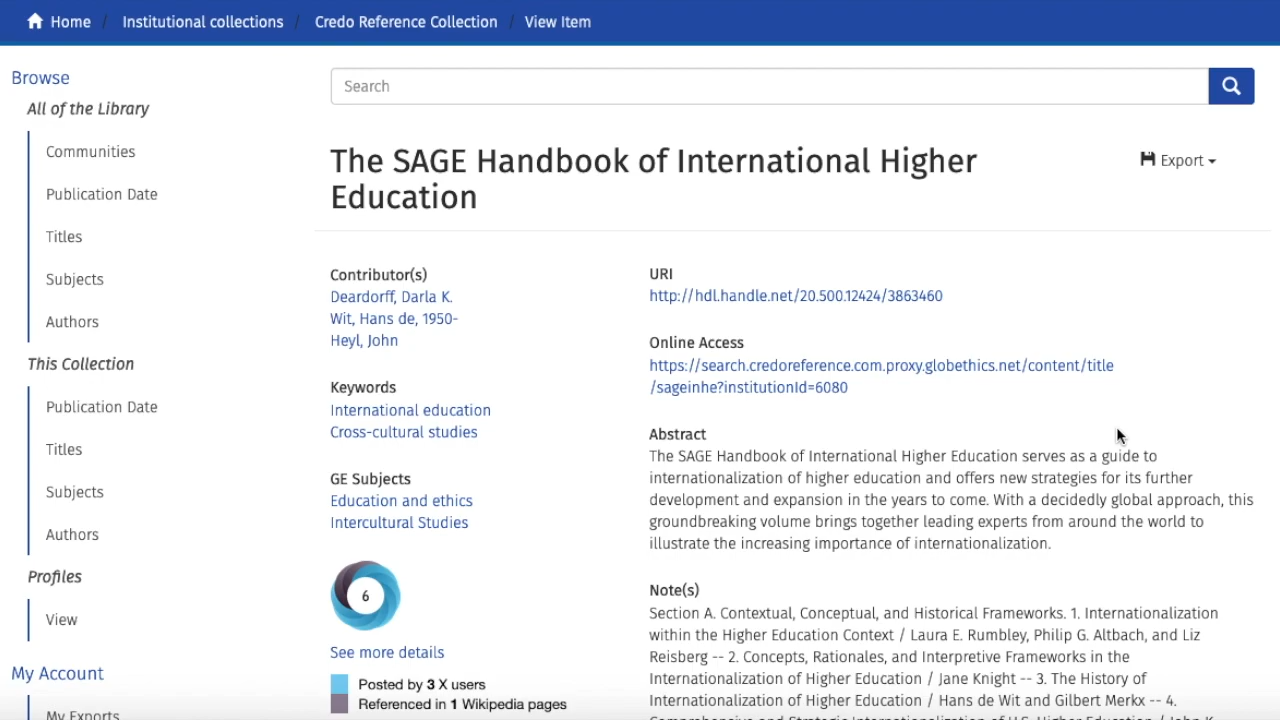 Home / Institutional collections / Credo Reference Collection / View Item
Browse
All of the Library
Communities
Publication Date
Titles
Subjects
Authors
This Collection
Publication Date
Titles
Subjects
Authors
Profiles
View
My Account
My Exports
Search
The SAGE Handbook of International Higher
Education
Export
Contributor(s)
Deardorff, Darla K.
Wit, Hans de, 1950-
Heyl, John
Keywords
International education
Cross-cultural studies
GE Subjects
Education and ethics
Intercultural Studies
6
See more details
Posted by 3 X users
Referenced in 1 Wikipedia pages
URI
http://hdl.handle.net/20.500.12424/3863460
Online Access
https://search.credoreference.com.proxy.globethics.net/content/title
/sageinhe?institutionId=6080
Abstract
The SAGE Handbook of International Higher Education serves as a guide to
internationalization of higher education and offers new strategies for its further
development and expansion in the years to come. With a decidedly global approach, this
groundbreaking volume brings together leading experts from around the world to
illustrate the increasing importance of internationalization.
Note(s)
Section A. Contextual, Conceptual, and Historical Frameworks. 1. Internationalization
within the Higher Education Context / Laura E. Rumbley, Philip G. Altbach, and Liz
Reisberg -- 2. Concepts, Rationales, and Interpretive Frameworks in the
Internationalization of Higher Education / Jane Knight -- 3. The History of
Internationalization of Higher Education / Hans de Wit and Gilbert Merkx -- 4.
Comprehensive and Strategic Internationalization of U.S. Higher Education / John K.